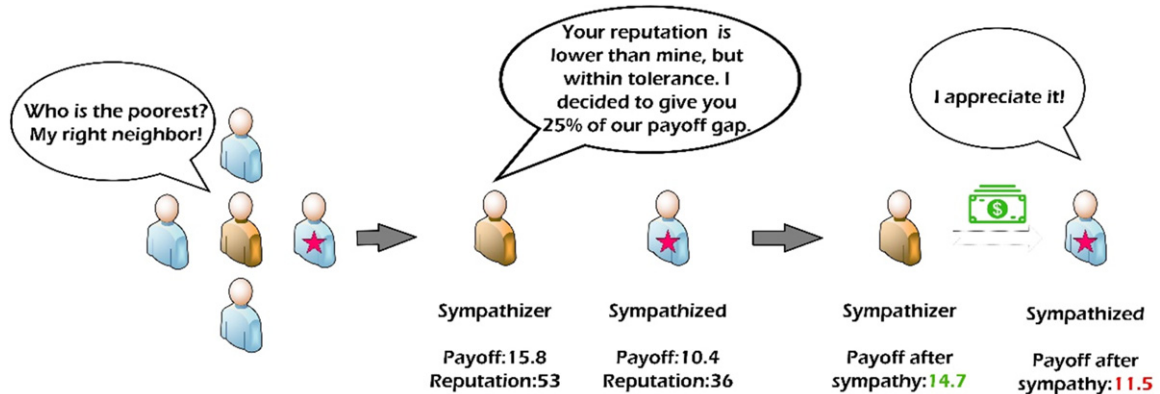 Who is the poorest?
My right neighbor!
Your reputation is
lower than mine, but
within tolerance. I
decided to give you
25% of our payoff gap.
I appreciate it!
$
Sympathizer
Payoff:15.8
Reputation:53
Sympathized
Payoff:10.4
Reputation:36
Sympathizer
Payoff after
sympathy:14.7
Sympathized
Payoff after
sympathy:11.5